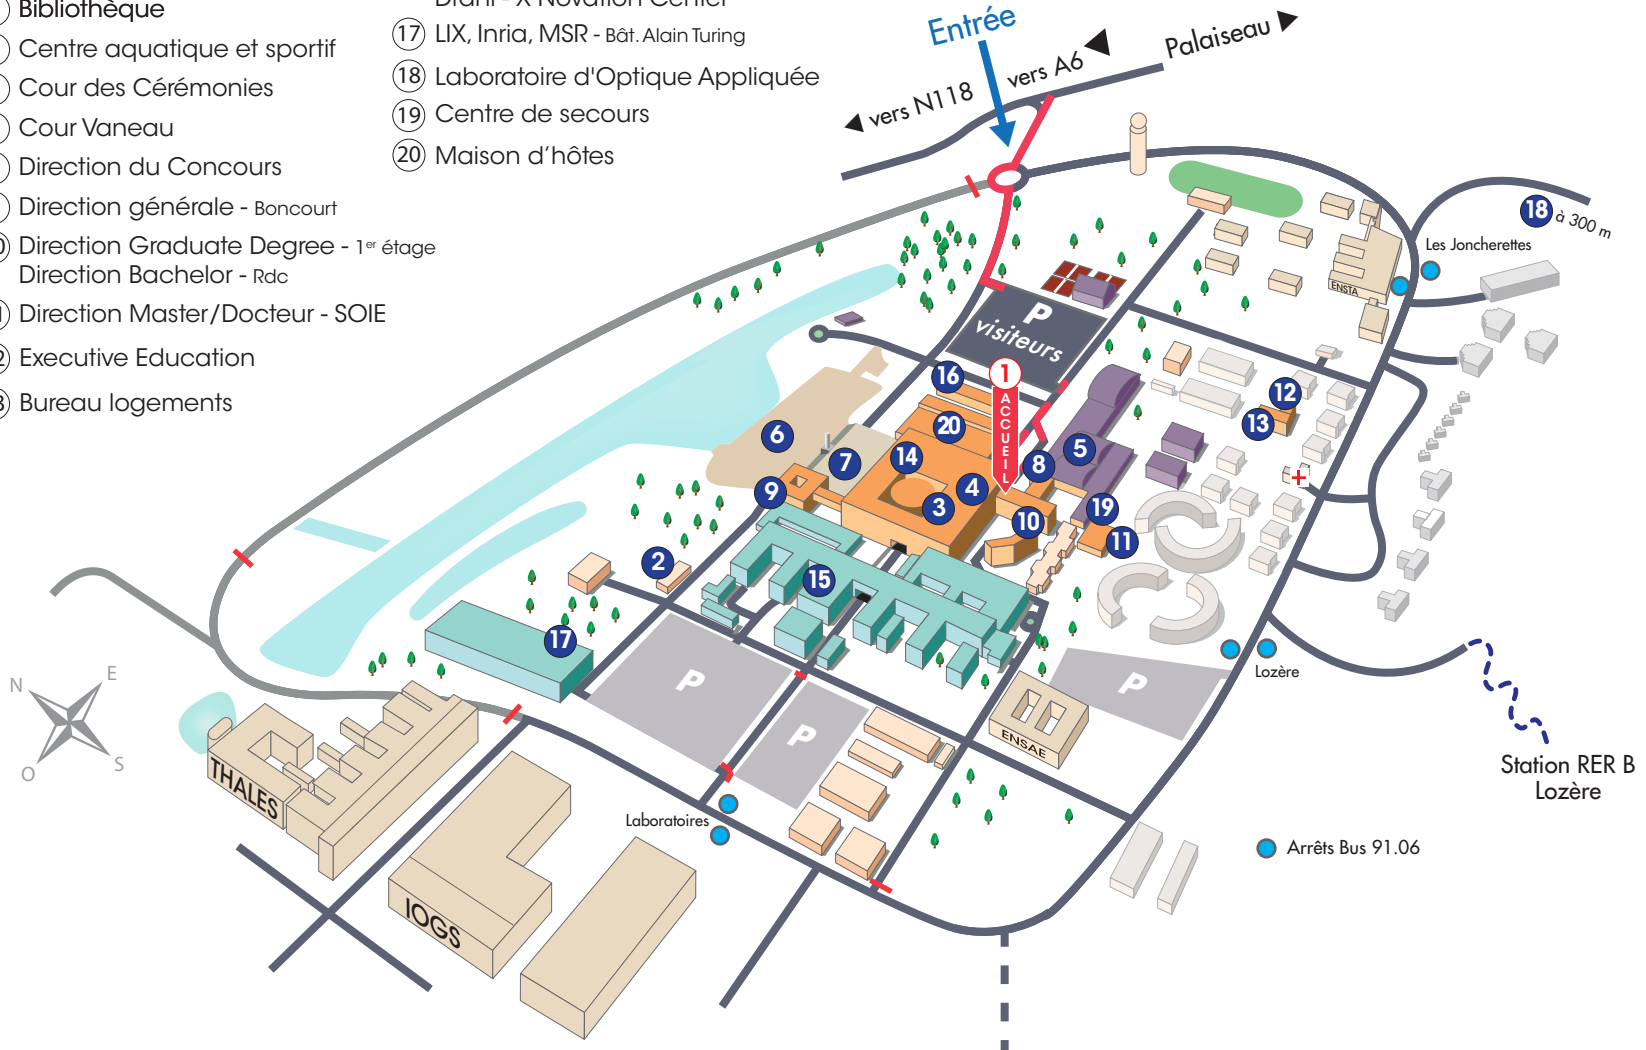 Bibliothèque
Centre aquatique et sportif
Cour des Cérémonies
Cour Vaneau
Direction du Concours
Direction générale - Boncourt
Direction Graduate Degree - 1er étage
Direction Bachelor - Rdc
Direction Master/Docteur - SOIE
Executive Education
Bureau logements
X-Novation Center
17 LIX, Inria, MSR - Bât. Alain Turing
18 Laboratoire d'Optique Appliquée
19 Centre de secours
20 Maison d'hôtes
Entrée
vers N118
vers A6
Palaiseau
18 à 300 m
Les Joncherettes
ENSTA
P
visiteurs
1
ACCUEIL
16
20
14
4
3
8
5
6
7
9
10
19
11
12
13
2
15
17
P
P
P
ENSAE
Lozère
Station RER B
Lozère
Arrêts Bus 91.06
Laboratoires
THALES
IOGS
N
E
S
O